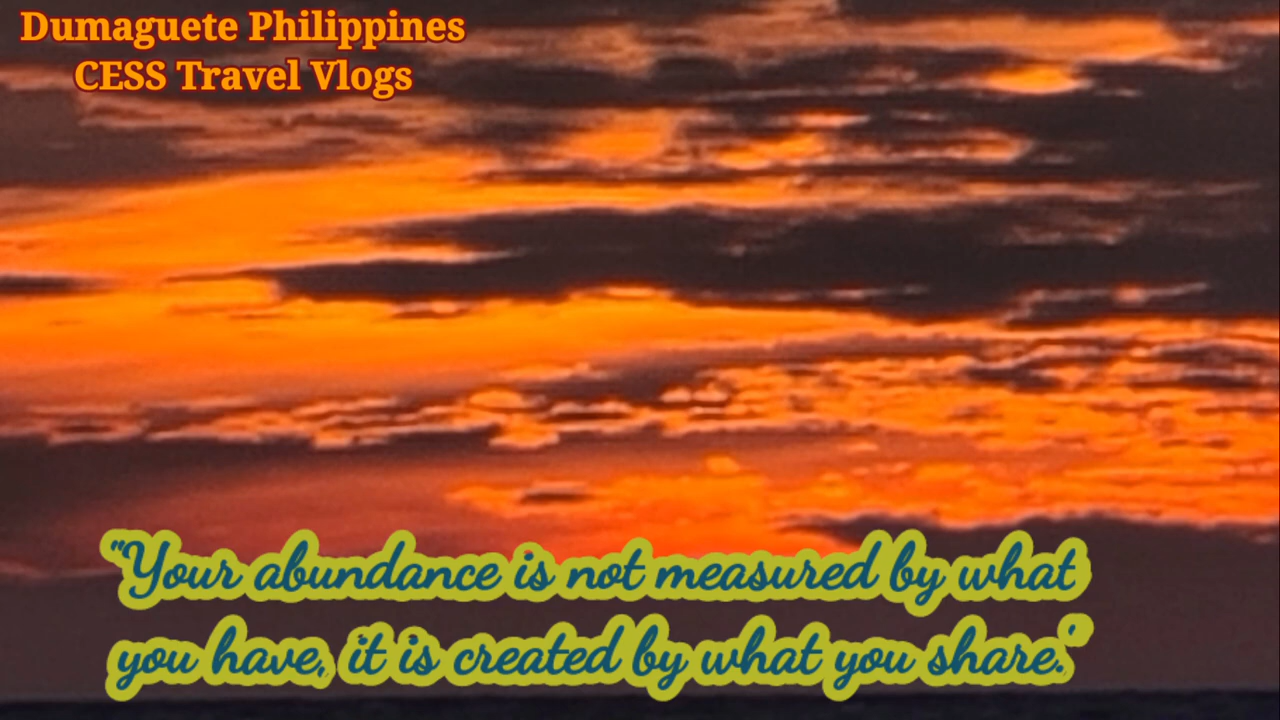 Dumaguete Philippines
CESS Travel Vlogs
"Your abundance is not measured by what
you have, it is created by what you share."